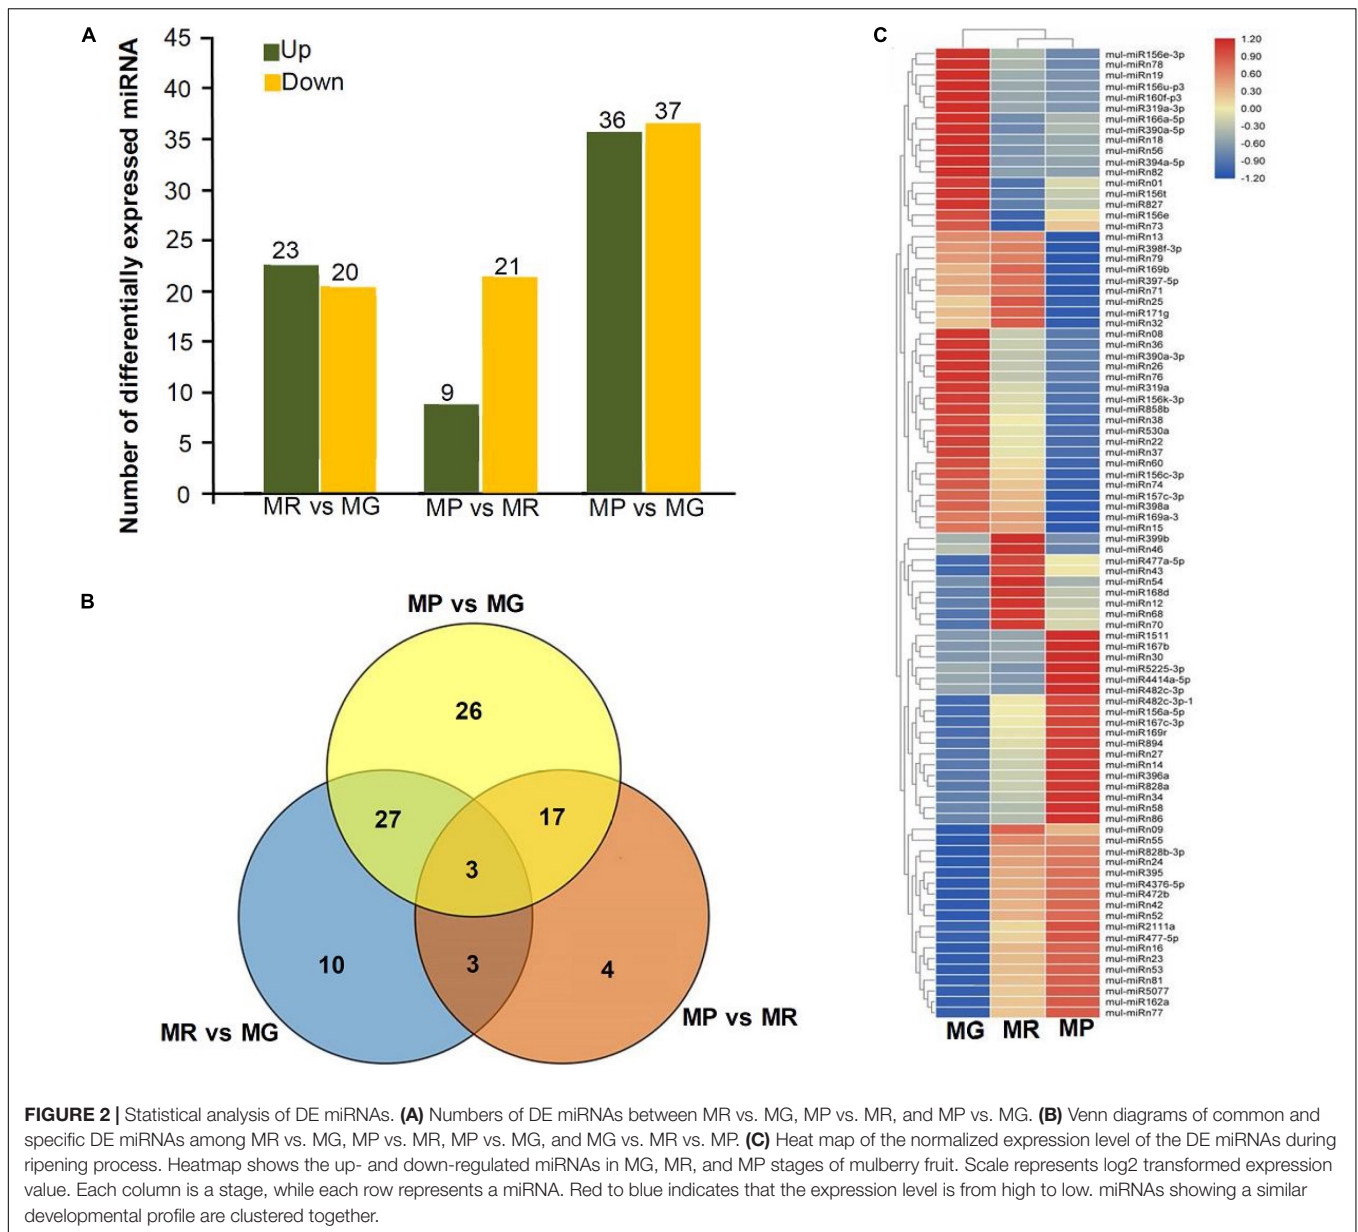 A
Number of differentially expressed miRNA
45
40
35
30
25
20
15
10
5
0
Up
Down
23
20
9
21
36
37
MR vs MG
MP vs MR
MP vs MG
B
MP vs MG
26
27
17
3
10
3
4
MR vs MG
MP vs MR
C
1.20
0.90
0.60
0.30
0.00
-0.30
-0.60
-0.90
-1.20
mul-miR156e-3p
mul-miRn78
mul-miRn19
mul-miR156u-p3
mul-miR160f-p3
mul-miR319a-3p
mul-miR166a-5p
mul-miR390a-5p
mul-miRn18
mul-miRn56
mul-miR394a-5p
mul-miRn82
mul-miRn01
mul-miR156t
mul-miR827
mul-miR156e
mul-miRn73
mul-miRn13
mul-miR398f-3p
mul-miRn79
mul-miR169b
mul-miR397-5p
mul-miRn71
mul-miRn25
mul-miR171g
mul-miRn32
mul-miRn08
mul-miRn36
mul-miR390a-3p
mul-miRn26
mul-miRn76
mul-miR319a
mul-miR156k-3p
mul-miR858b
mul-miRn38
mul-miR530a
mul-miRn22
mul-miRn37
mul-miRn60
mul-miR156c-3p
mul-miRn74
mul-miR157c-3p
mul-miR398a
mul-miR169a-3
mul-miRn15
mul-miR399b
mul-miRn46
mul-miR477a-5p
mul-miRn43
mul-miRn54
mul-miR168d
mul-miRn12
mul-miRn68
mul-miRn70
mul-miR1511
mul-miR167b
mul-miRn30
mul-miR5225-3p
mul-miR4414a-5p
mul-miR482c-3p
mul-miR482c-3p-1
mul-miR156a-5p
mul-miR167c-3p
mul-miR169r
mul-miR894
mul-miRn27
mul-miRn14
mul-miR396a
mul-miR828a
mul-miRn34
mul-miRn58
mul-miRn86
mul-miRn09
mul-miRn55
mul-miR828b-3p
mul-miRn24
mul-miR395
mul-miR4376-5p
mul-miR472b
mul-miRn42
mul-miRn52
mul-miR2111a
mul-miR477-5p
mul-miRn16
mul-miRn23
mul-miRn53
mul-miRn81
mul-miR5077
mul-miR162a
mul-miRn77
MG MR MP
FIGURE 2 | Statistical analysis of DE miRNAs. (A) Numbers of DE miRNAs between MR vs. MG, MP vs. MR, and MP vs. MG. (B) Venn diagrams of common and
specific DE miRNAs among MR vs. MG, MP vs. MR, MP vs. MG, and MG vs. MR vs. MP. (C) Heat map of the normalized expression level of the DE miRNAs during
ripening process. Heatmap shows the up- and down-regulated miRNAs in MG, MR, and MP stages of mulberry fruit. Scale represents log2 transformed expression
value. Each column is a stage, while each row represents a miRNA. Red to blue indicates that the expression level is from high to low. miRNAs showing a similar
developmental profile are clustered together.